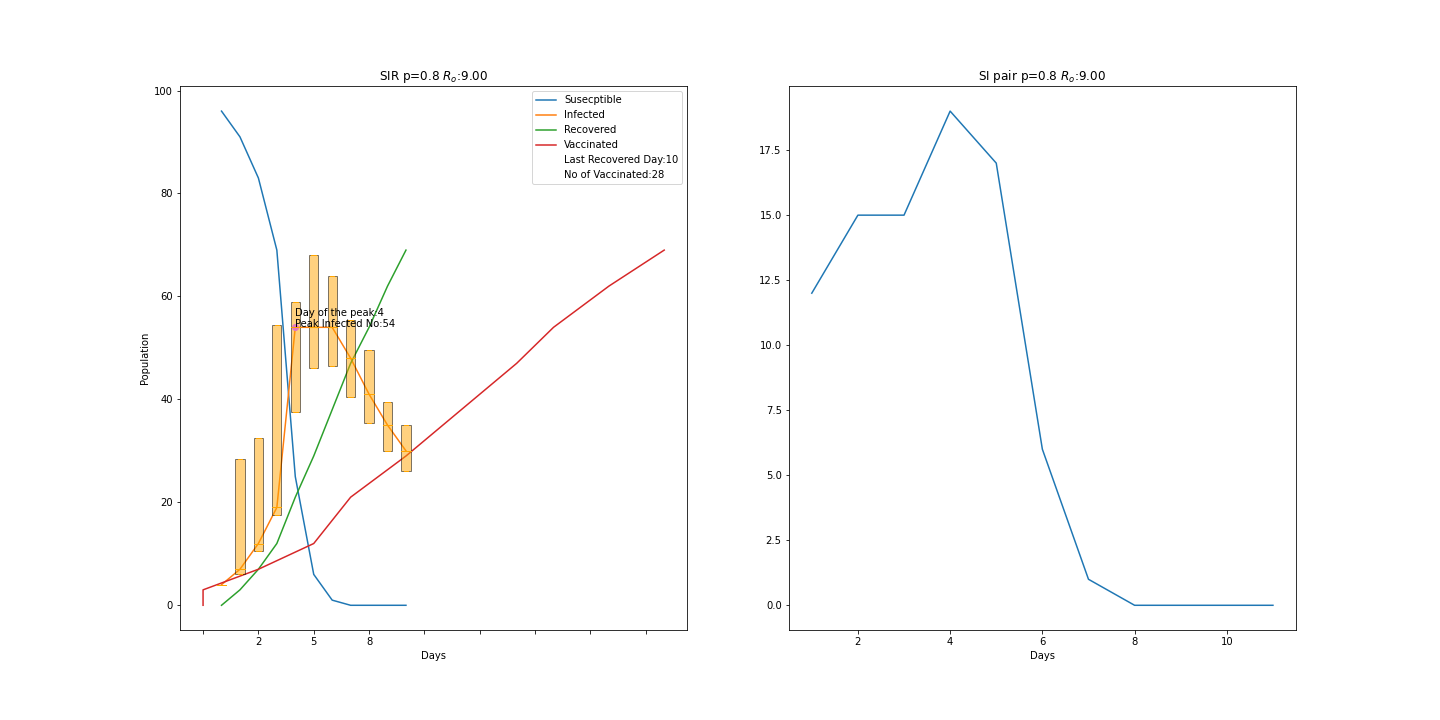 SIR p=0.8 Rₒ:9.00
100
80
60
40
20
0
Population
Susecptible
Infected
Recovered
Vaccinated
Last Recovered Day:10
No of Vaccinated:28
Day of the peak:4
Peak Infected No:54
2 5 8
Days
SI pair p=0.8 Rₒ:9.00
17.5
15.0
12.5
10.0
7.5
5.0
2.5
0.0
2 4 6 8 10
Days